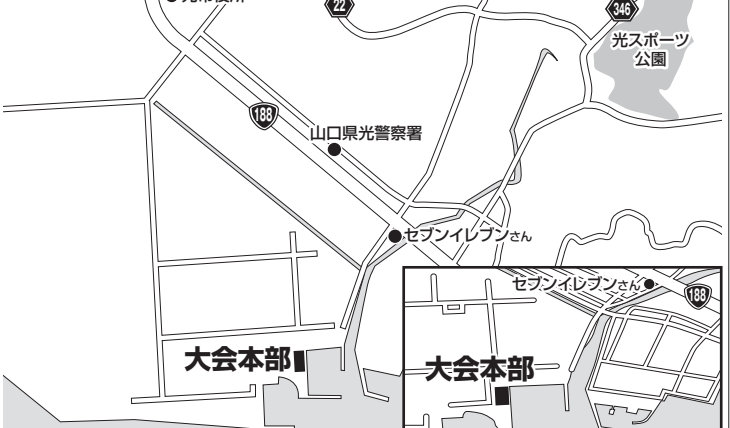 22
346
光スポーツ
公園
188
山口県光警察署
セブンイレブンさん
セブンイレブンさん
188
大会本部
大会本部